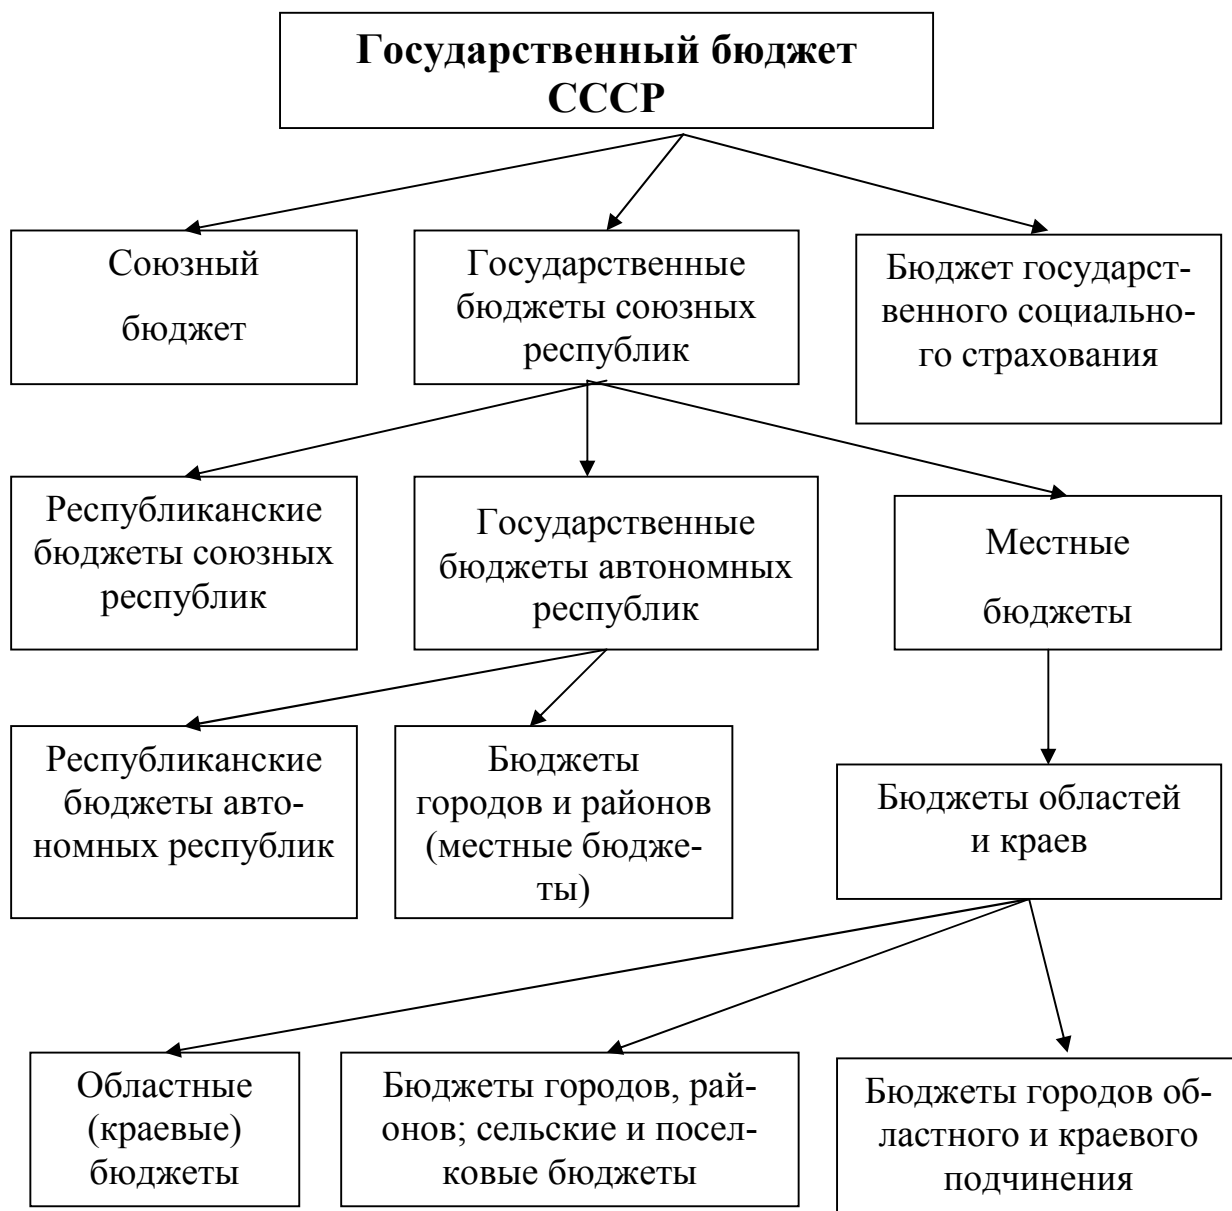 Государственный бюджет
СССР
Союзный
бюджет
Государственные
бюджеты союзных
республик
Бюджет государст-
венного социально-
го страхования
Республиканские
бюджеты союзных
республик
Государственные
бюджеты автономных
республик
Местные
бюджеты
Республиканские
бюджеты авто-
номных республик
Бюджеты
городов и районов
(местные бюдже-
ты)
Бюджеты областей
и краев
Областные
(краевые)
бюджеты
Бюджеты городов, рай-
онов; сельские и посел-
ковые бюджеты
Бюджеты городов об-
ластного и краевого
подчинения